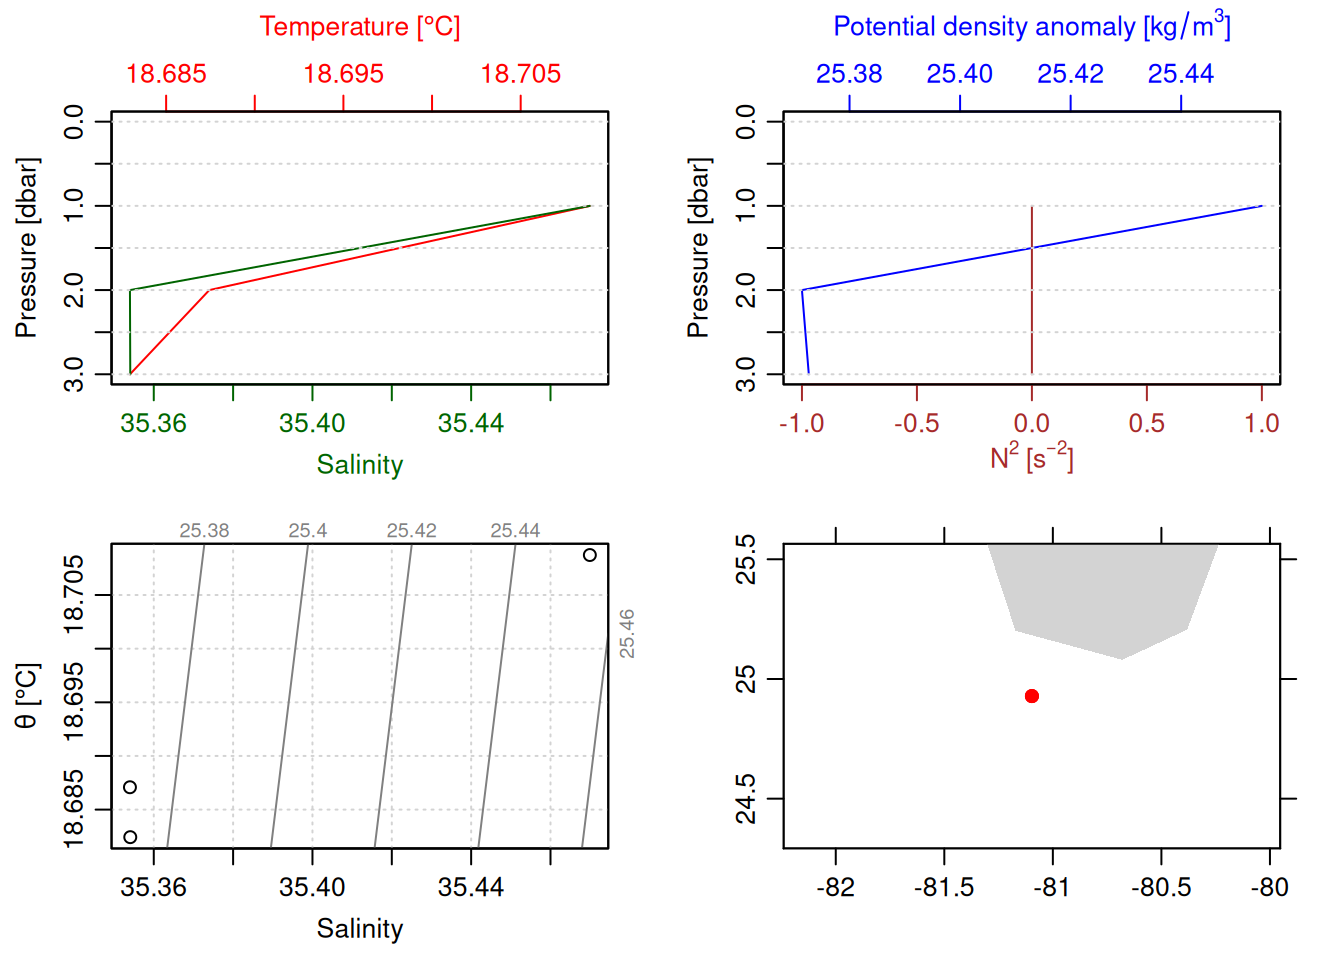 Temperature [°C]
18.685 18.695 18.705
Pressure [dbar]
0.0 1.0 2.0 3.0
35.36 35.40 35.44
Salinity
Potential density anomaly [kg/m³]
25.38 25.40 25.42 25.44
Pressure [dbar]
0.0 1.0 2.0 3.0
-1.0 -0.5 0.0 0.5 1.0
N² [s⁻²]
25.38 25.4 25.42 25.44
25.46
θ [°C]
18.705 18.695 18.685
35.36 35.40 35.44
Salinity
25.5 25 24.5
-82 -81.5 -81 -80.5 -80